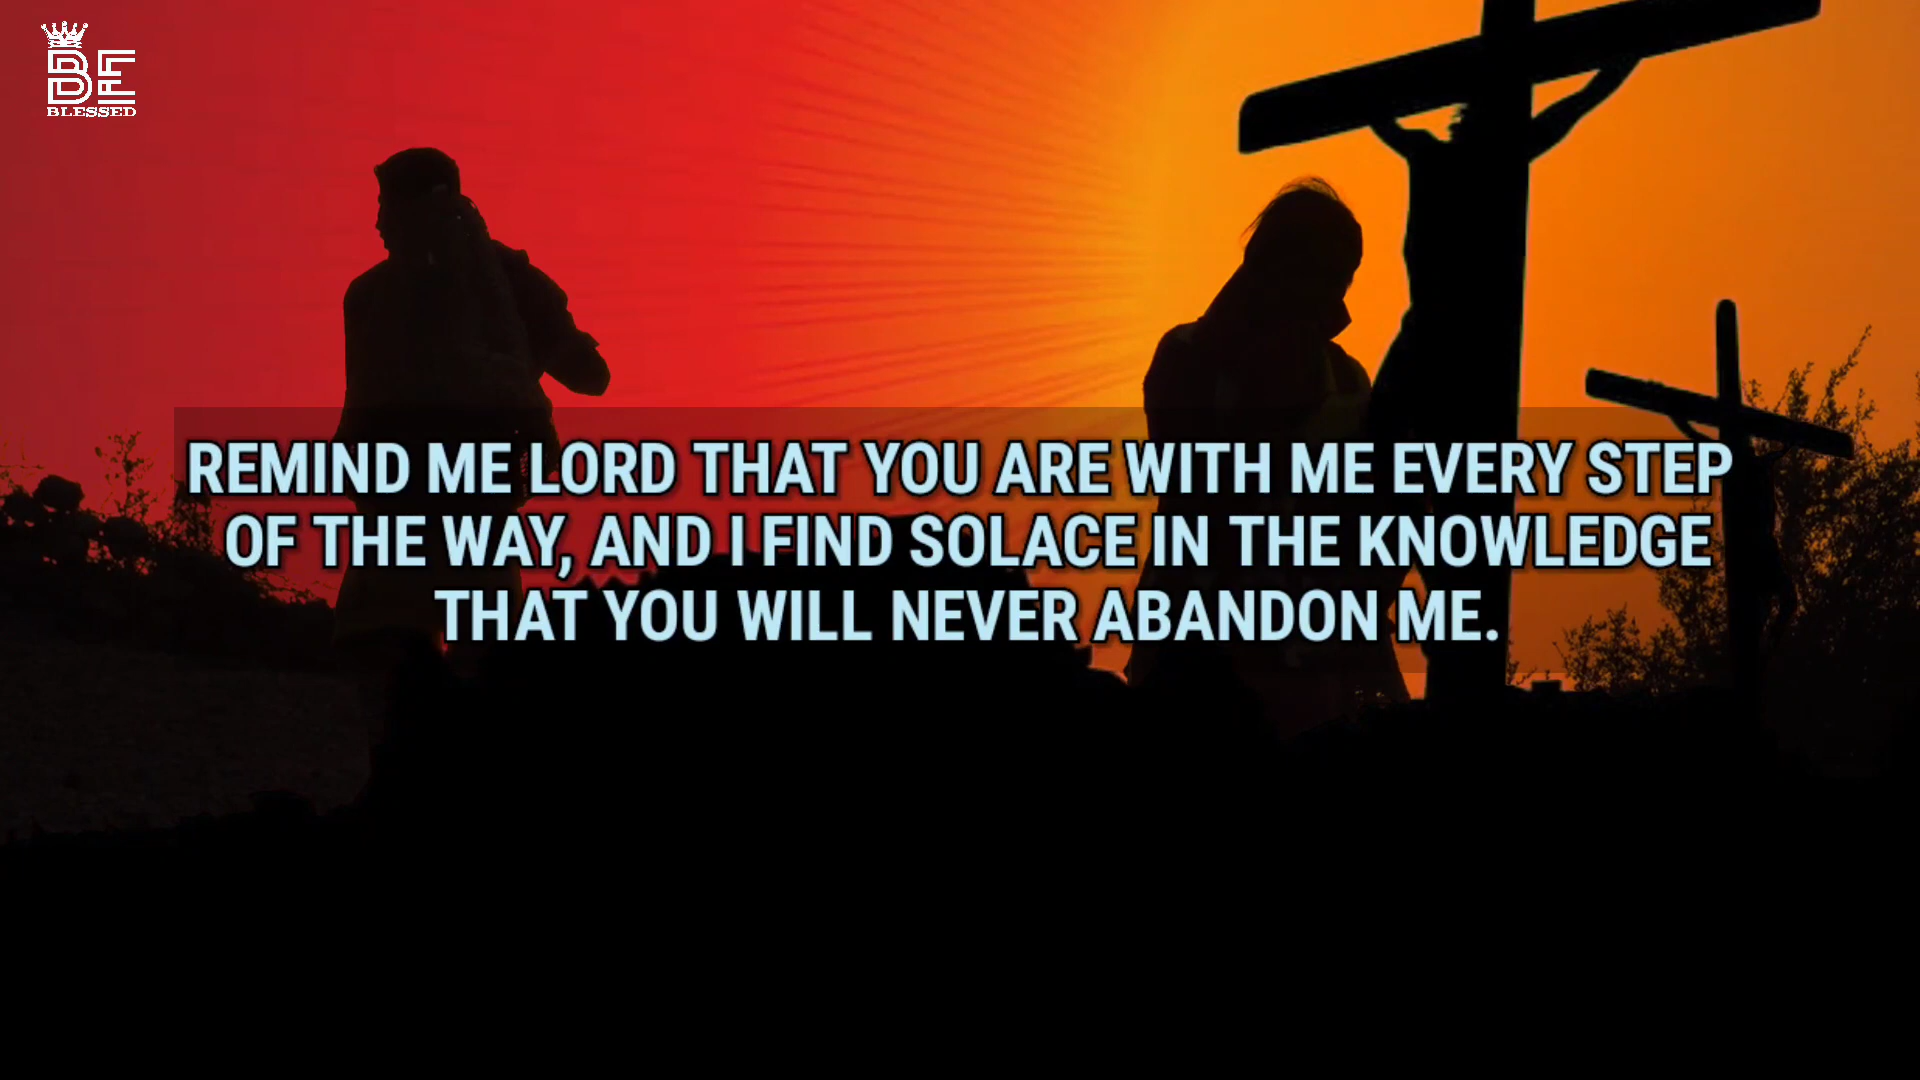 BE
BLESSED
REMIND ME LORD THAT YOU ARE WITH ME EVERY STEP
OF THE WAY, AND I FIND SOLACE IN THE KNOWLEDGE
THAT YOU WILL NEVER ABANDON ME.